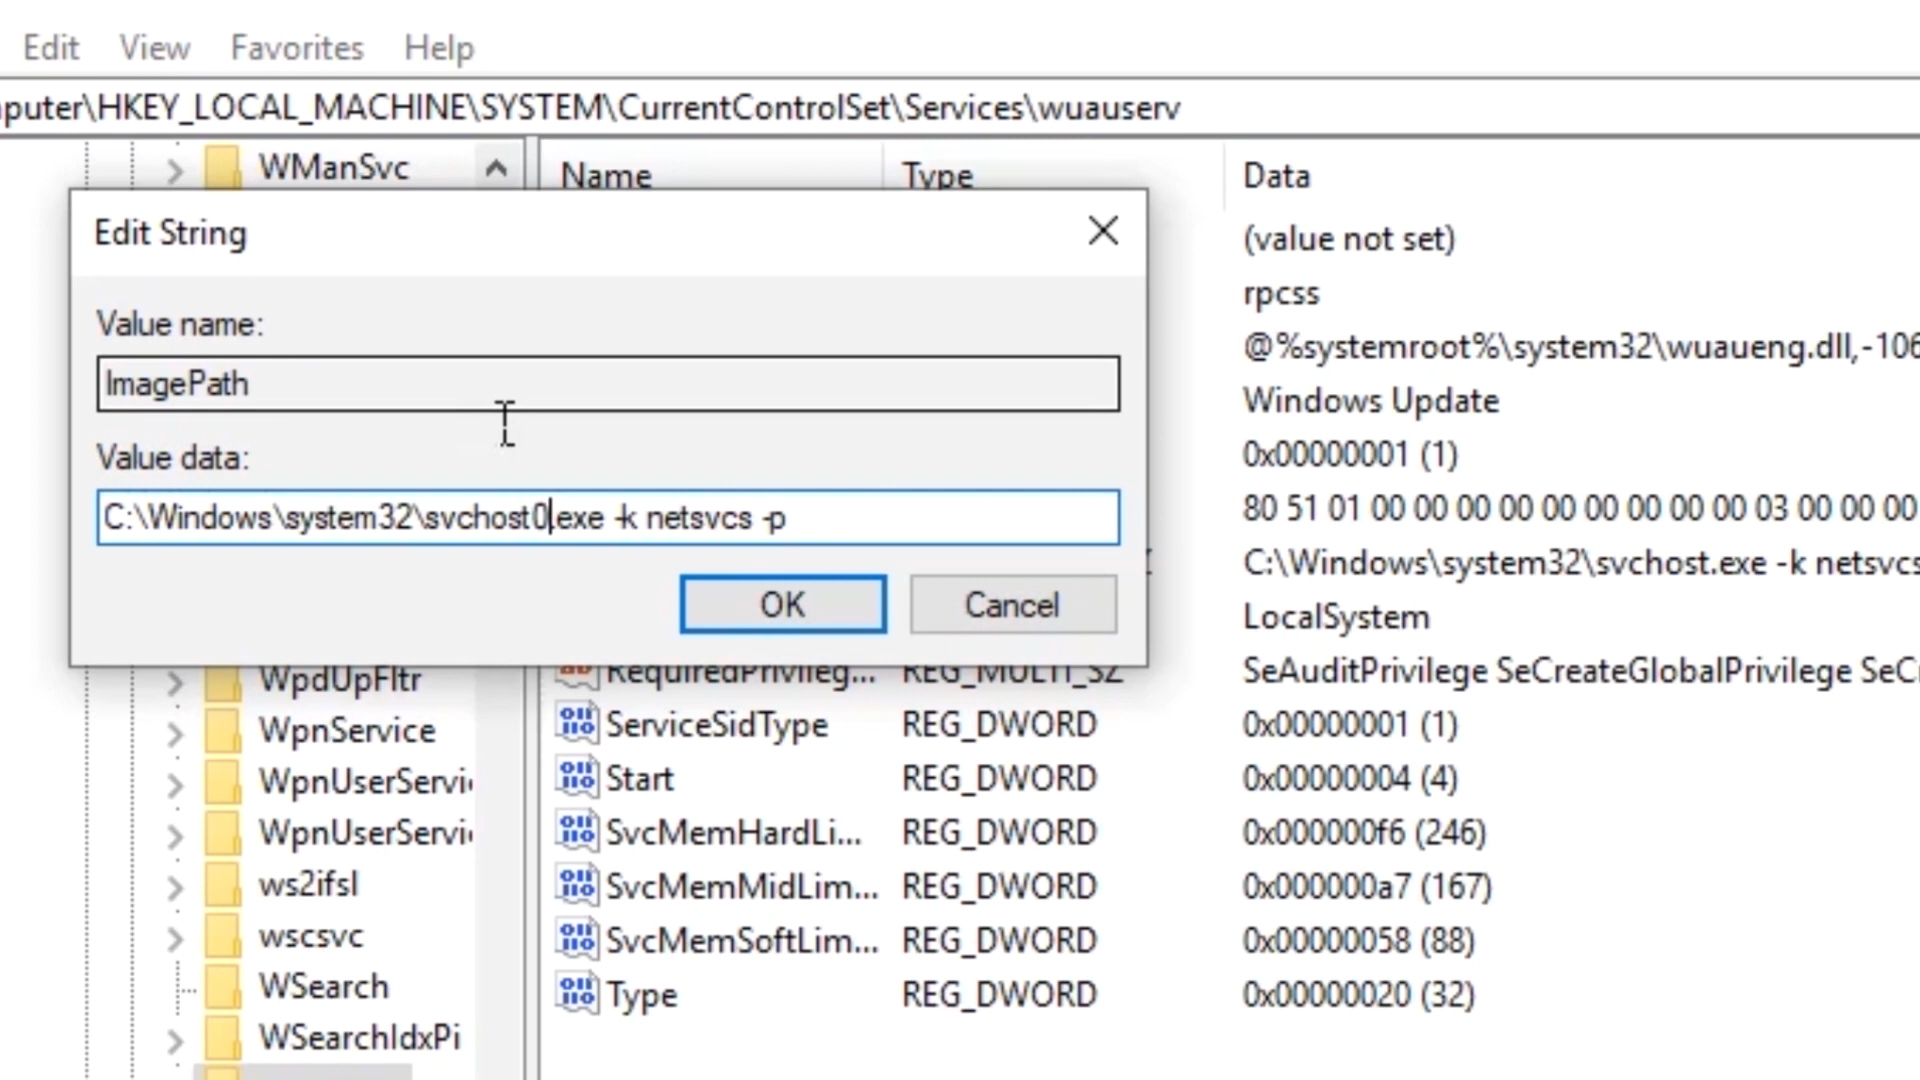 Edit View Favorites Help
puter\HKEY_LOCAL_MACHINE\SYSTEM\CurrentControlSet\Services\wuauserv
WManSvc
Name Type Data
Edit String
(value not set)
Value name:
rpcss
ImagePath
@%systemroot%\system32\wuaueng.dll,-106
Windows Update
Value data:
0x00000001 (1)
C:\Windows\system32\svchost0.exe -k netsvcs -p
80 51 01 00 00 00 00 00 00 00 00 00 03 00 00 00
C:\Windows\system32\svchost.exe -k netsvcs
OK Cancel
LocalSystem
WpdUpFltr RequiredPrivileg... REG_MULTI_SZ SeAuditPrivilege SeCreateGlobalPrivilege SeC
WpnService ServiceSidType REG_DWORD 0x00000001 (1)
WpnUserServi Start REG_DWORD 0x00000004 (4)
WpnUserServi SvcMemHardLi... REG_DWORD 0x000000f6 (246)
ws2ifsl SvcMemMidLim... REG_DWORD 0x000000a7 (167)
wscsvc SvcMemSoftLim... REG_DWORD 0x00000058 (88)
WSearch Type REG_DWORD 0x00000020 (32)
WSearchIdxPi